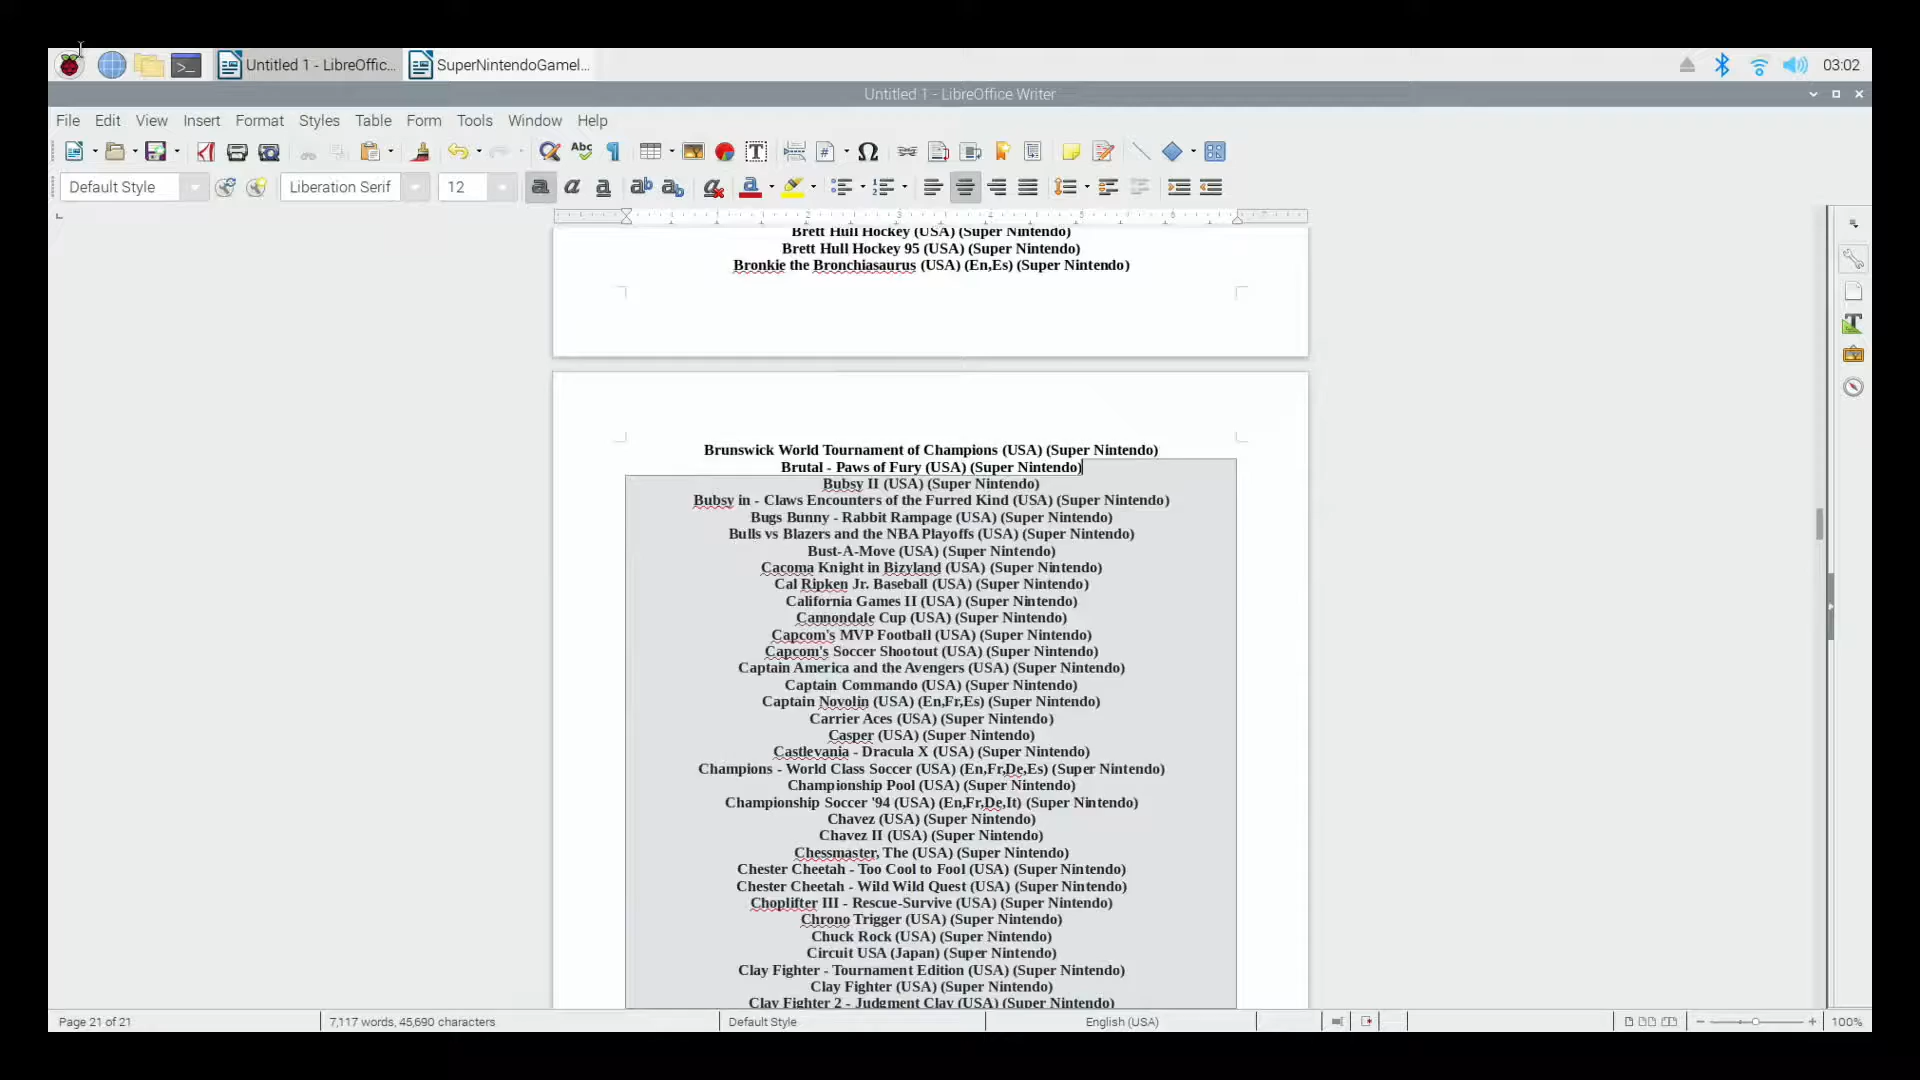 Untitled 1 - LibreOffic...
SuperNintendoGamel...
03:02
Untitled 1 - LibreOffice Writer
File Edit View Insert Format Styles Table Form Tools Window Help
Default Style
Liberation Serif
12
Brett Hull Hockey (USA) (Super Nintendo)
Brett Hull Hockey 95 (USA) (Super Nintendo)
Bronkie the Bronchiasaurus (USA) (En,Es) (Super Nintendo)
Brunswick World Tournament of Champions (USA) (Super Nintendo)
Brutal - Paws of Fury (USA) (Super Nintendo)
Bubsy II (USA) (Super Nintendo)
Bubsy in - Claws Encounters of the Furred Kind (USA) (Super Nintendo)
Bugs Bunny - Rabbit Rampage (USA) (Super Nintendo)
Bulls vs Blazers and the NBA Playoffs (USA) (Super Nintendo)
Bust-A-Move (USA) (Super Nintendo)
Cacoma Knight in Bizyland (USA) (Super Nintendo)
Cal Ripken Jr. Baseball (USA) (Super Nintendo)
California Games II (USA) (Super Nintendo)
Cannondale Cup (USA) (Super Nintendo)
Capcom's MVP Football (USA) (Super Nintendo)
Capcom's Soccer Shootout (USA) (Super Nintendo)
Captain America and the Avengers (USA) (Super Nintendo)
Captain Commando (USA) (Super Nintendo)
Captain Novolin (USA) (En,Fr,Es) (Super Nintendo)
Carrier Aces (USA) (Super Nintendo)
Casper (USA) (Super Nintendo)
Castlevania - Dracula X (USA) (Super Nintendo)
Champions - World Class Soccer (USA) (En,Fr,De,Es) (Super Nintendo)
Championship Pool (USA) (Super Nintendo)
Championship Soccer '94 (USA) (En,Fr,De,It) (Super Nintendo)
Chavez (USA) (Super Nintendo)
Chavez II (USA) (Super Nintendo)
Chessmaster, The (USA) (Super Nintendo)
Chester Cheetah - Too Cool to Fool (USA) (Super Nintendo)
Chester Cheetah - Wild Wild Quest (USA) (Super Nintendo)
Choplifter III - Rescue-Survive (USA) (Super Nintendo)
Chrono Trigger (USA) (Super Nintendo)
Chuck Rock (USA) (Super Nintendo)
Circuit USA (Japan) (Super Nintendo)
Clay Fighter - Tournament Edition (USA) (Super Nintendo)
Clay Fighter (USA) (Super Nintendo)
Clay Fighter 2 - Judgment Clay (USA) (Super Nintendo)
Page 21 of 21
7,117 words, 45,690 characters
Default Style
English (USA)
100%